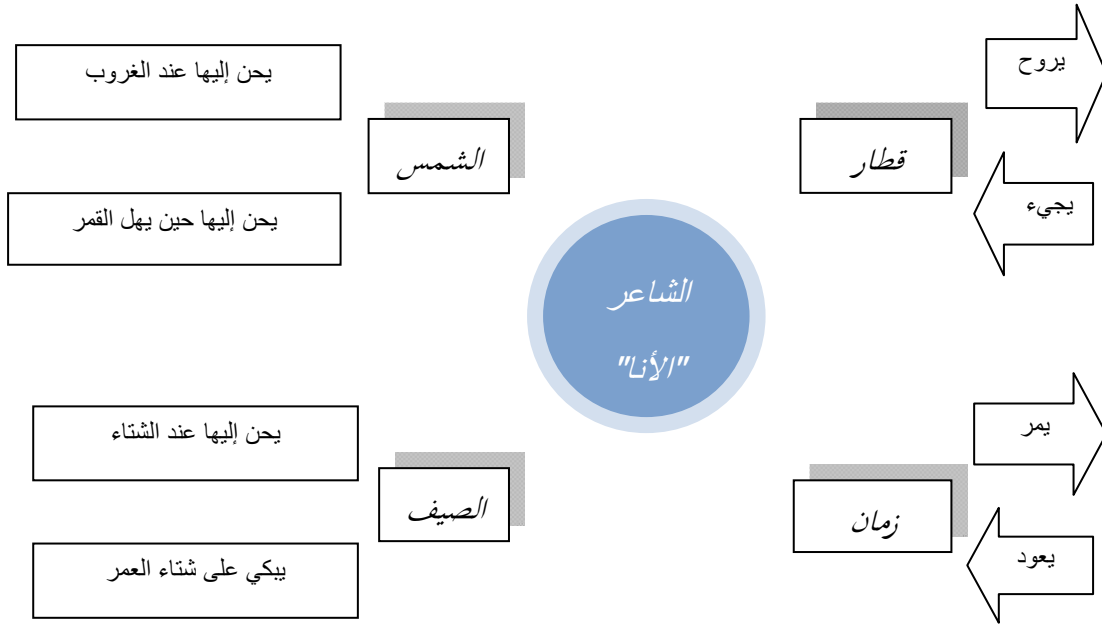 يروح
قطار
يجيء
الشمس
يحن إليها عند الغروب
يحن إليها حين يهل القمر
الشاعر
"الأنا"
يمر
زمان
يعود
الصيف
يحن إليها عند الشتاء
يبكي على شتاء العمر